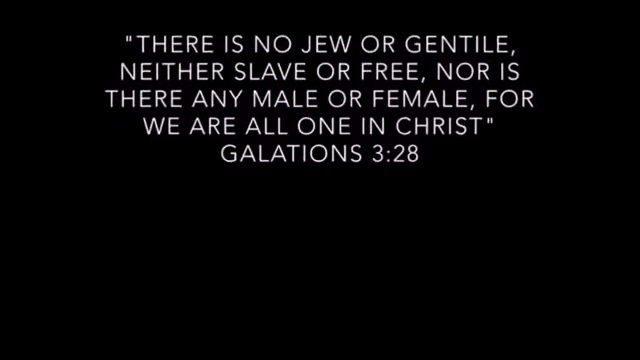 "THERE IS NO JEW OR GENTILE,
NEITHER SLAVE OR FREE, NOR IS
THERE ANY MALE OR FEMALE, FOR
WE ARE ALL ONE IN CHRIST"
GALATIONS 3:28